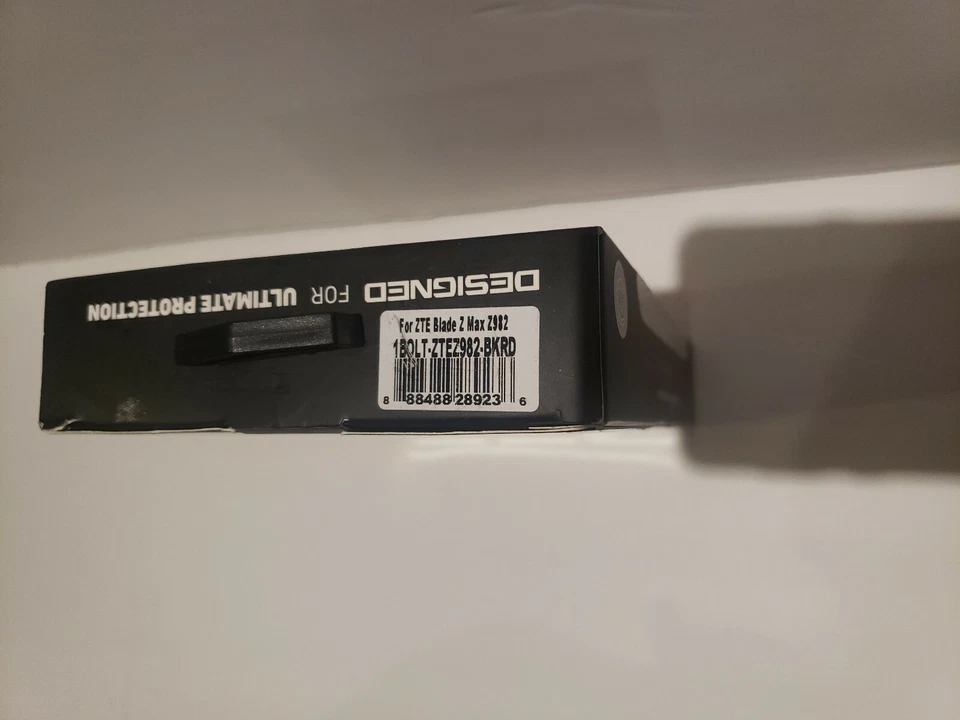 DESIGNED FOR ULTIMATE PROTECTION
For ZTE Blade Z Max Z982
1BOLT-ZTEZ982-BKRD
8 88488 28923 6